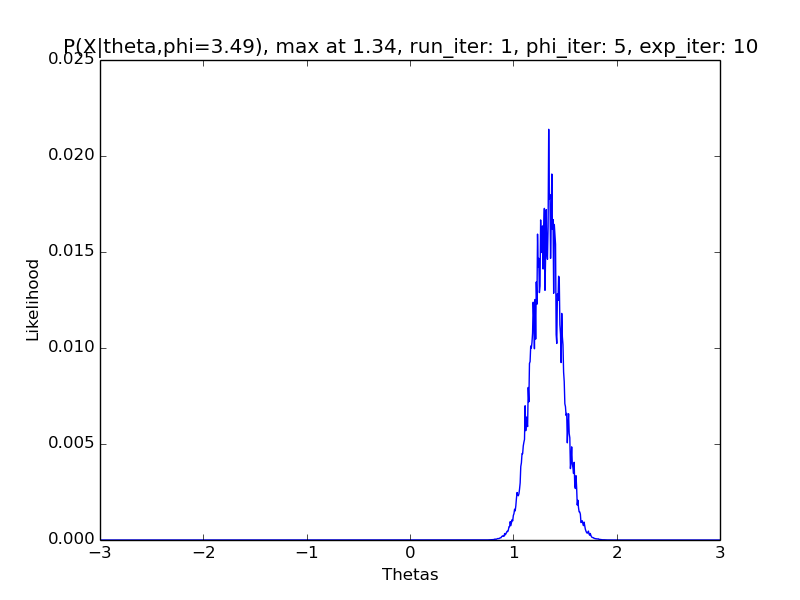 P(X|theta,phi=3.49), max at 1.34, run_iter: 1, phi_iter: 5, exp_iter: 10
0.025
0.020
0.015
0.010
0.005
0.000
Likelihood
−3 −2 −1 0 1 2 3
Thetas